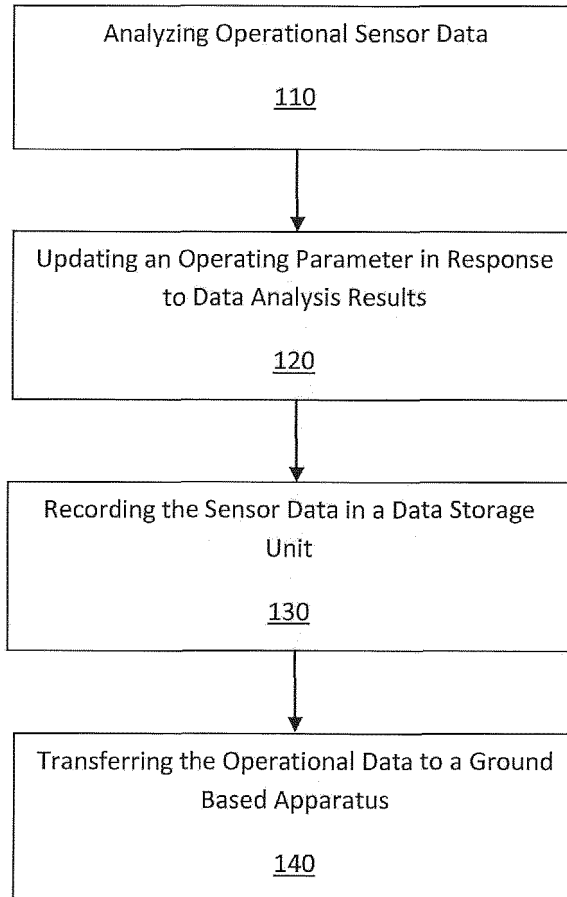 Analyzing Operational Sensor Data
110
Updating an Operating Parameter in Response
to Data Analysis Results
120
Recording the Sensor Data in a Data Storage
Unit
130
Transferring the Operational Data to a Ground
Based Apparatus
140